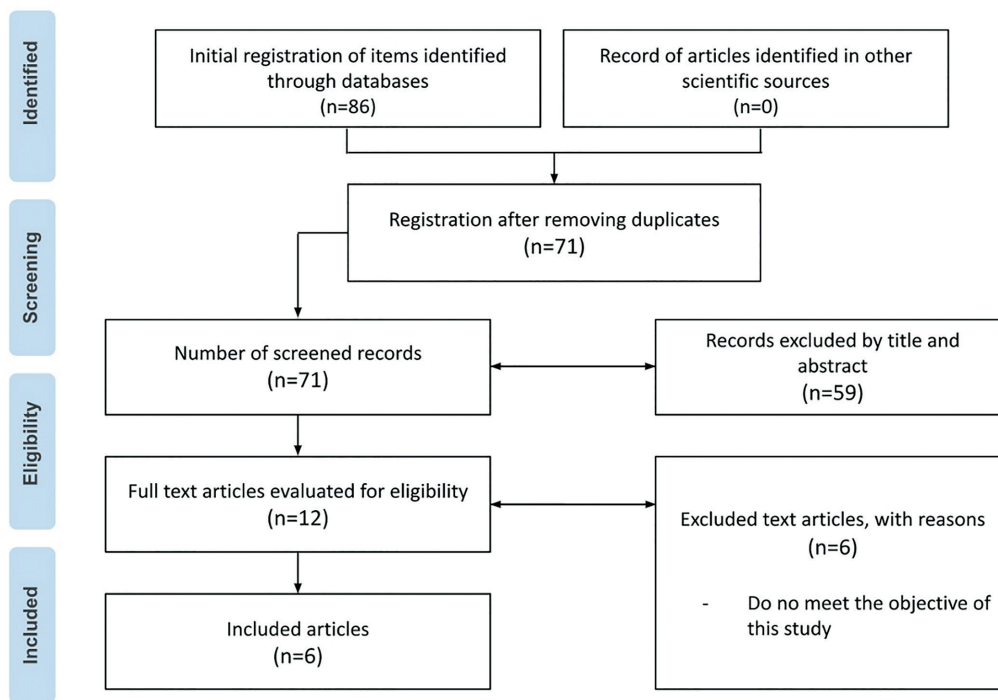 Identified
Initial registration of items identified
through databases
(n=86)
Record of articles identified in other
scientific sources
(n=0)
Screening
Registration after removing duplicates
(n=71)
Number of screened records
(n=71)
Records excluded by title and
abstract
(n=59)
Eligibility
Full text articles evaluated for eligibility
(n=12)
Excluded text articles, with reasons
(n=6)
- Do no meet the objective of
this study
Included
Included articles
(n=6)